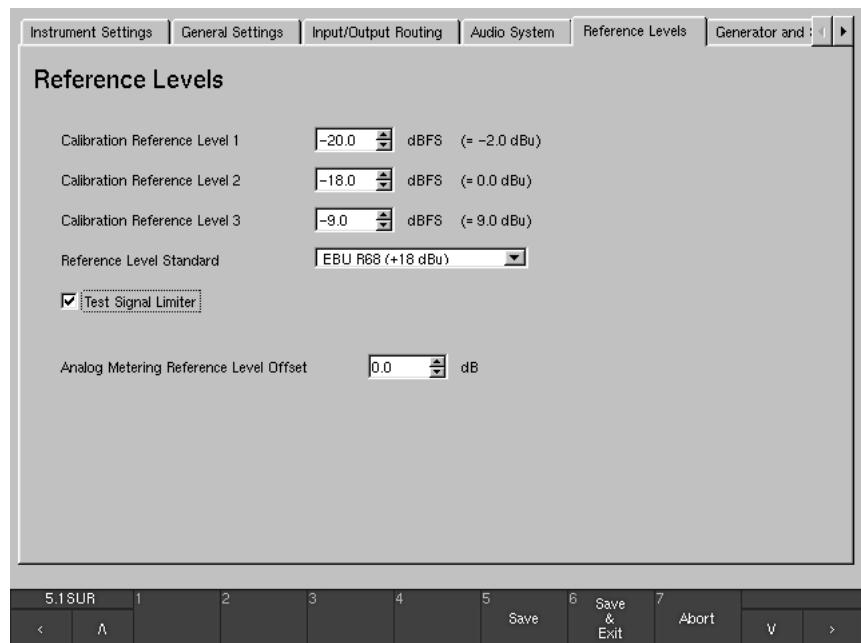 Instrument Settings General Settings Input/Output Routing Audio System Reference Levels Generator and
Reference Levels
Calibration Reference Level 1 -20.0 dBFS (= -2.0 dBu)
Calibration Reference Level 2 -18.0 dBFS (= 0.0 dBu)
Calibration Reference Level 3 -9.0 dBFS (= 9.0 dBu)
Reference Level Standard EBU R68 (+18 dBu)
Test Signal Limiter
Analog Metering Reference Level Offset 0.0 dB
5.1SUR 1 2 3 4 5 Save 6 Save & Exit 7 Abort
< Λ V >